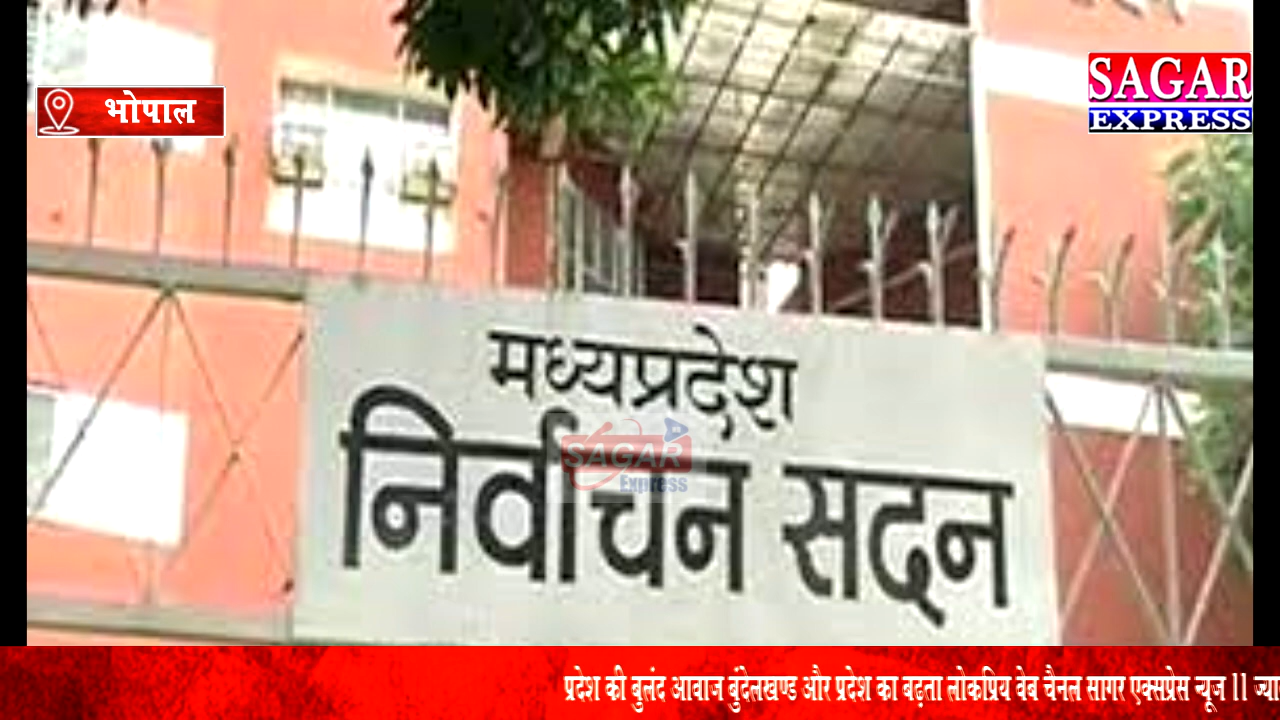 भोपाल
SAGAR
EXPRESS
मध्यप्रदेश
निर्वाचन सदन
SAGAR
Express
प्रदेश की बुलंद आवाज बुंदेलखण्ड और प्रदेश का बढ़ता लोकप्रिय वेब चैनल सागर एक्सप्रेस न्यूज ll